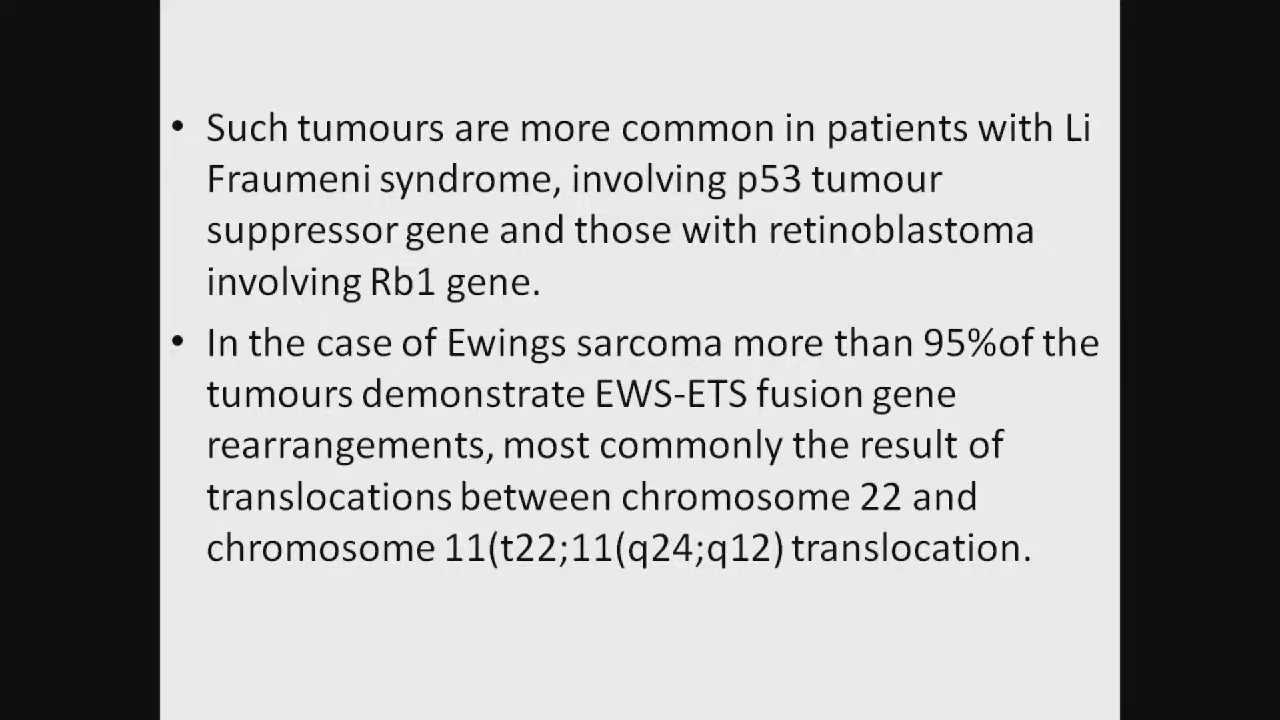 • Such tumours are more common in patients with Li
Fraumeni syndrome, involving p53 tumour
suppressor gene and those with retinoblastoma
involving Rb1 gene.
• In the case of Ewings sarcoma more than 95%of the
tumours demonstrate EWS-ETS fusion gene
rearrangements, most commonly the result of
translocations between chromosome 22 and
chromosome 11(t22;11(q24;q12) translocation.